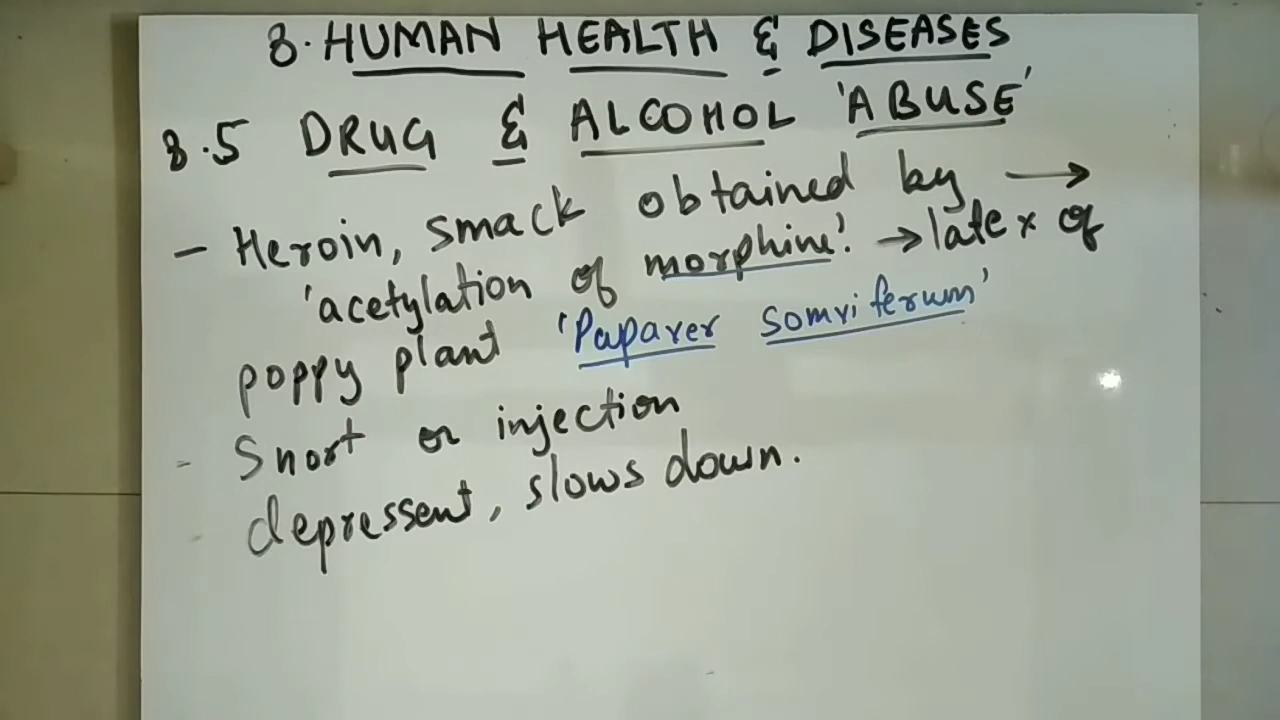 8. HUMAN HEALTH & DISEASES
8.5 DRUG & ALCOHOL 'ABUSE'
- Heroin, smack obtained by →
'acetylation of morphine'. → latex of
poppy plant 'Papaver somniferum'
- Snort or injection
- depressent, slows down.